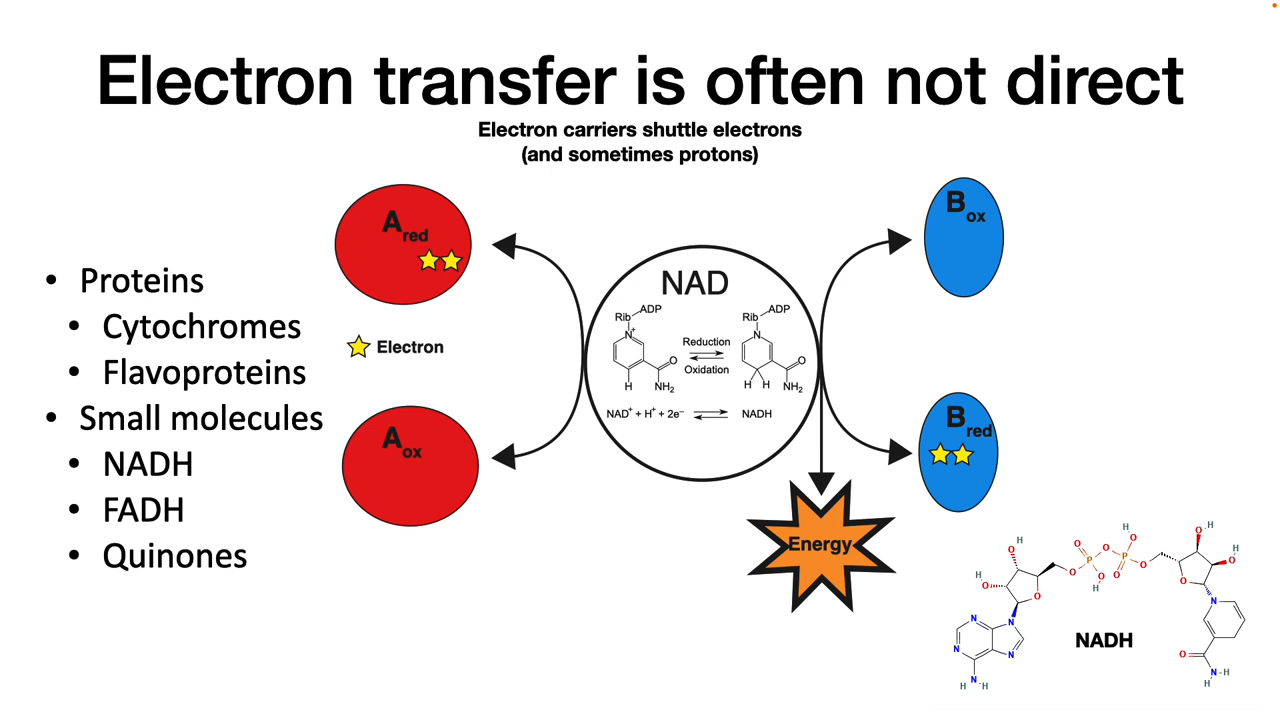 Electron transfer is often not direct
Electron carriers shuttle electrons
(and sometimes protons)
• Proteins
• Cytochromes
• Flavoproteins
• Small molecules
• NADH
• FADH
• Quinones
A red
Electron
A ox
NAD
Rib ADP
N+
O
H
NH2
Reduction
Oxidation
Rib ADP
N
O
H H
NH2
NAD+ + H+ + 2e− NADH
B ox
B red
Energy
H
O
H
O
O
O
P
O
H
O
P
O
H
O
O
O
H
O
H
O
N
N
N
N
N
H H
N
O
N H
H
NADH